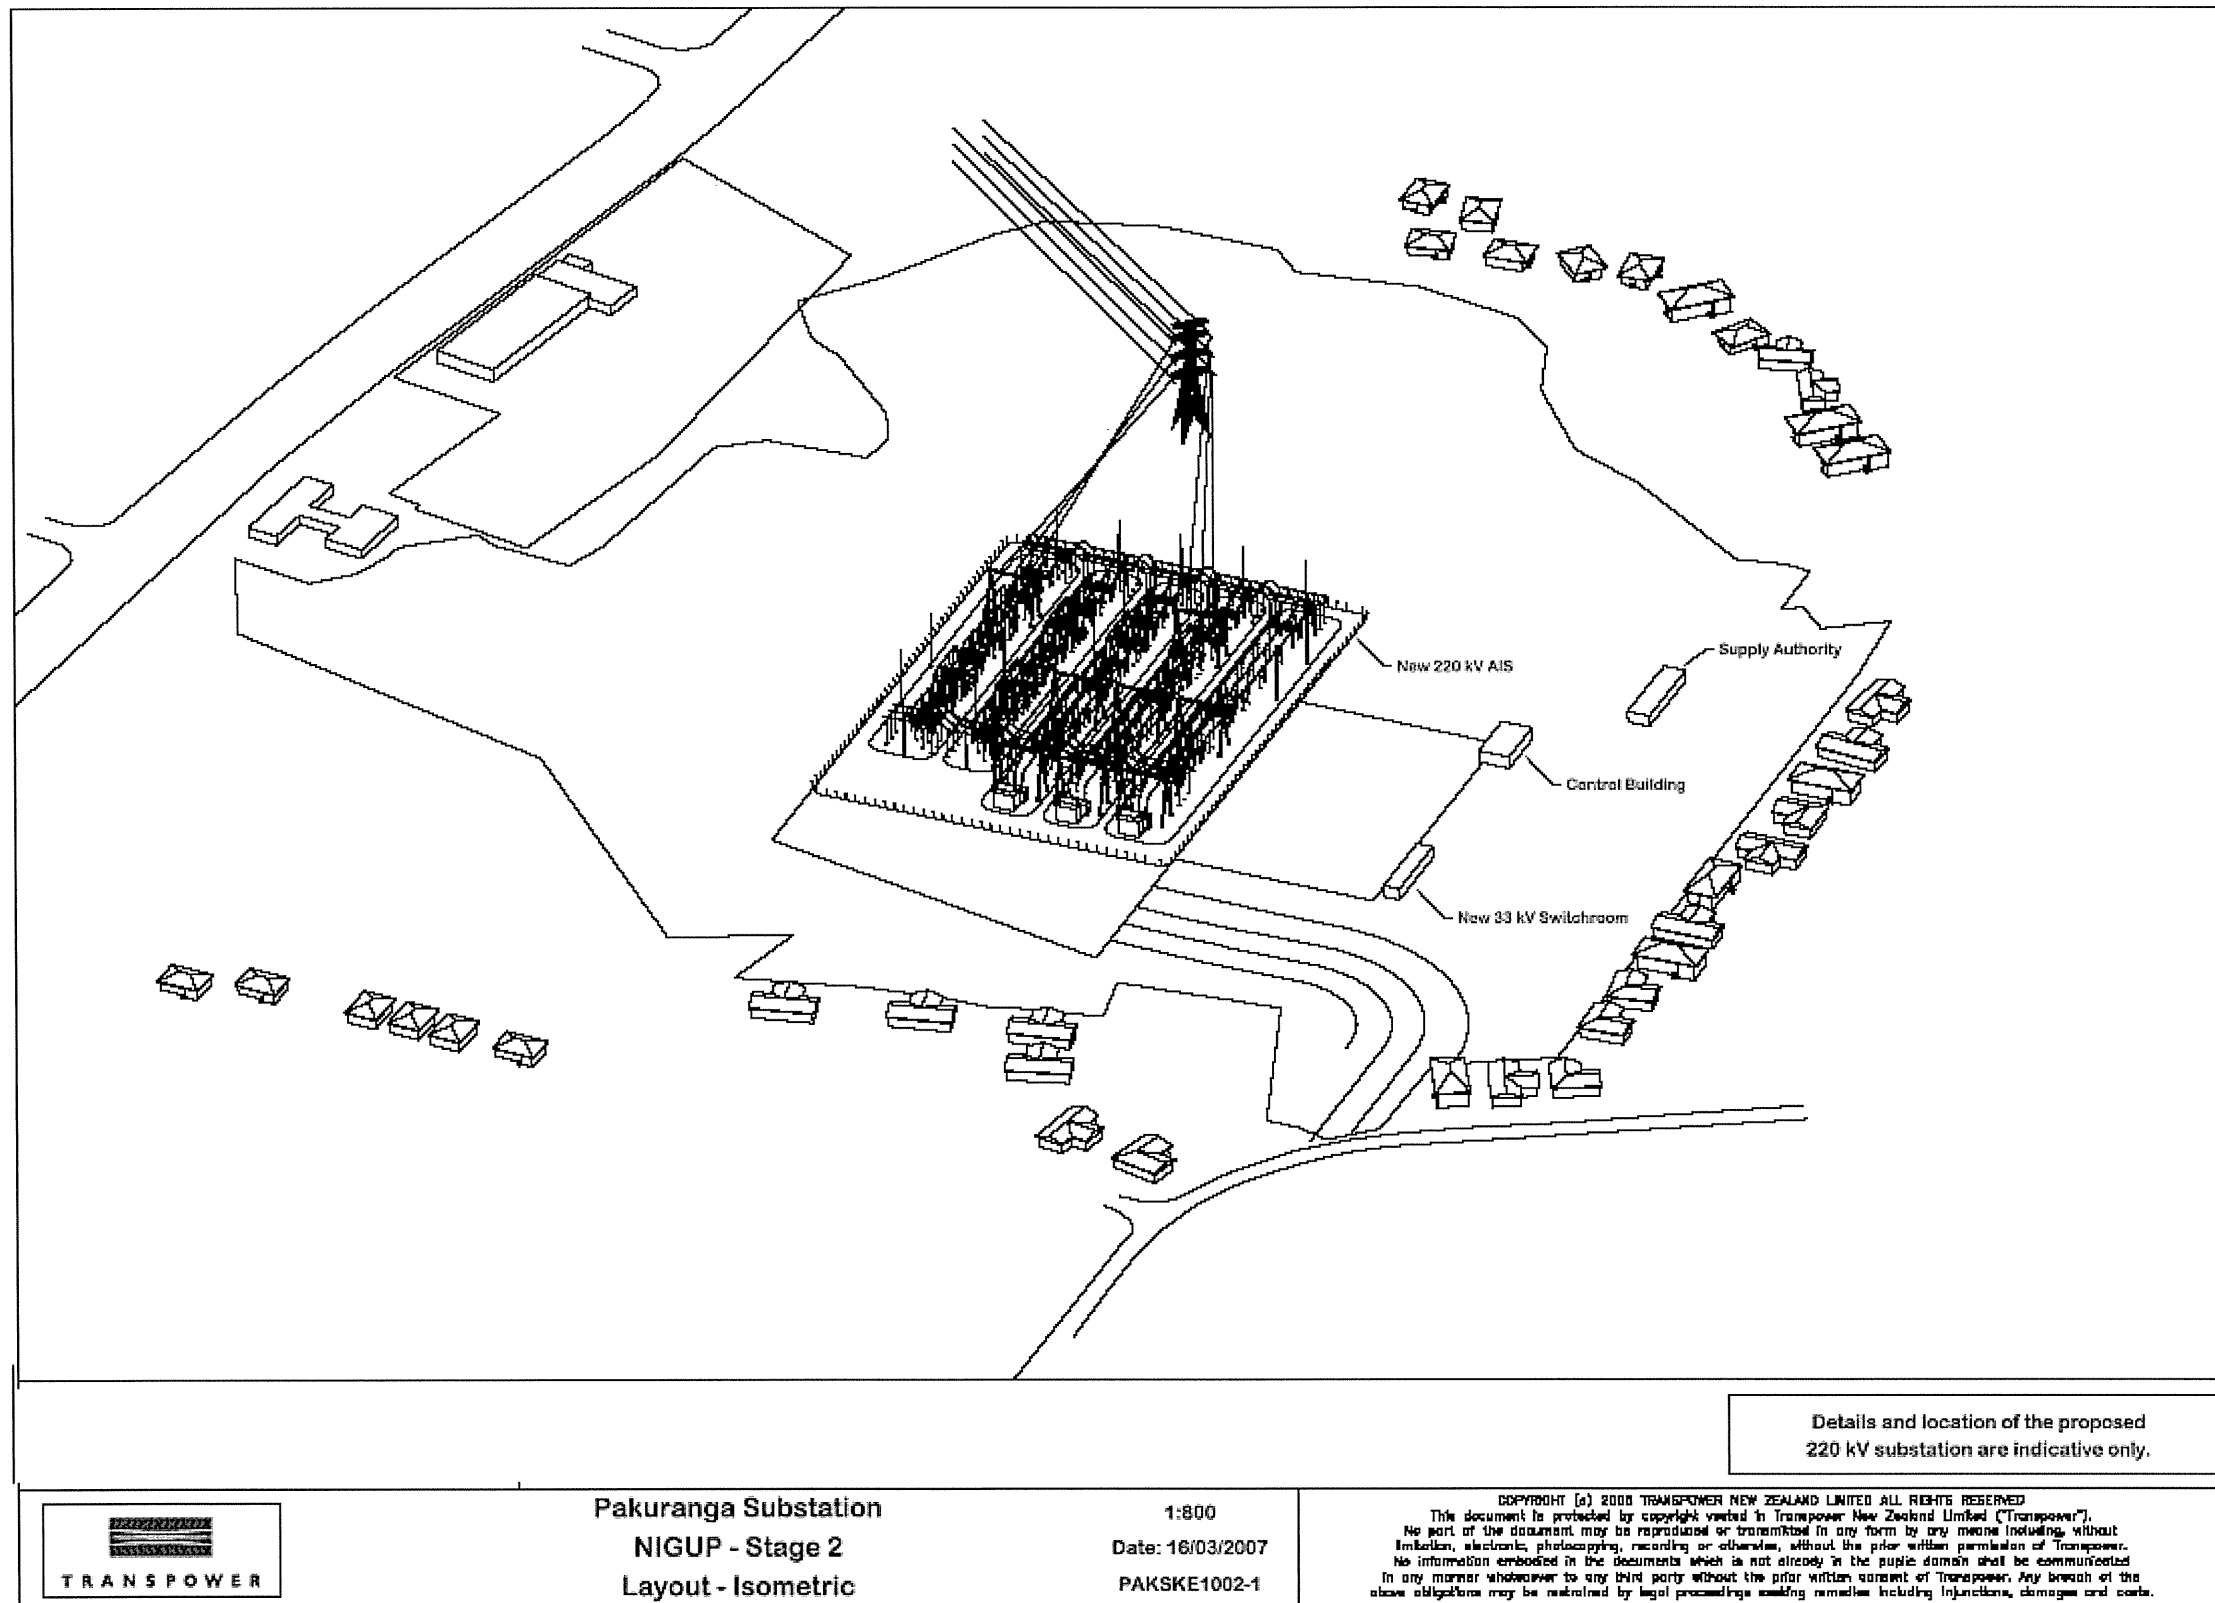 Supply Authority
New 220 kV AIS
Control Building
New 33 kV Switchroom
Details and location of the proposed
220 kV substation are indicative only.
TRANSPOWER
Pakuranga Substation
NIGUP - Stage 2
Layout - Isometric
1:800
Date: 16/03/2007
PAKSKE1002-1
COPYRIGHT (c) TRANSPOWER NEW ZEALAND LIMITED ALL RIGHTS RESERVED
This document is protected by copyright vested in Transpower New Zealand Limited ("Transpower").
No part of the document may be reproduced or transmitted in any form by any means including, without
limitation, electronic, photocopying, recording or otherwise, without the prior written permission of Transpower.
No information embodied in the documents which is not already in the puplic domain shall be communicated
in any manner whatsoever to any third party without the prior written consent of Transpower. Any breach of the
above obligations may be restrained by legal proceedings seeking remedies including injunctions, damages and costs.